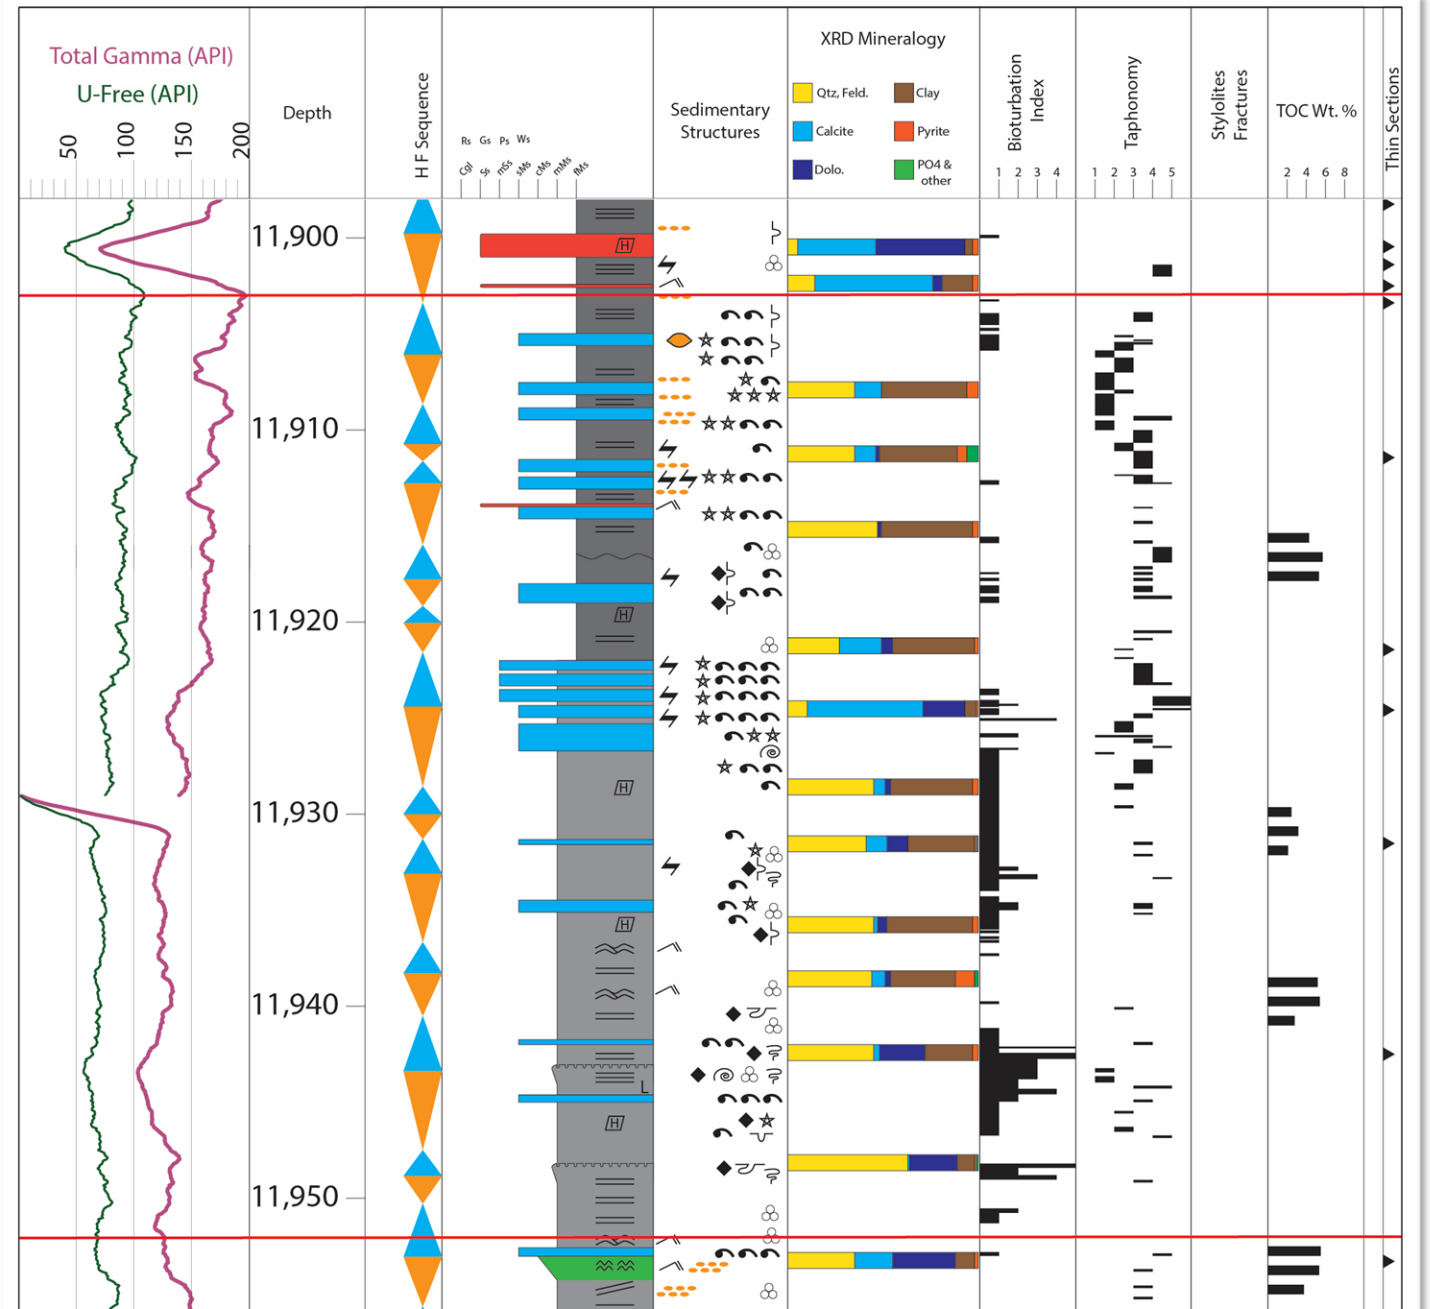 Total Gamma (API)
U-Free (API)
50 100 150 200
Depth
H F Sequence
Rs Gs Ps Ws
Cgl Ss mSs sMs cMs mMs fMs
Sedimentary
Structures
XRD Mineralogy
Qtz, Feld.
Clay
Calcite
Pyrite
Dolo.
PO4 &
other
Bioturbation
Index
1 2 3 4
Taphonomy
1 2 3 4 5
Stylolites
Fractures
TOC Wt. %
2 4 6 8
Thin Sections
11,900
H
11,910
11,920
H
H
11,930
H
11,940
L
H
11,950